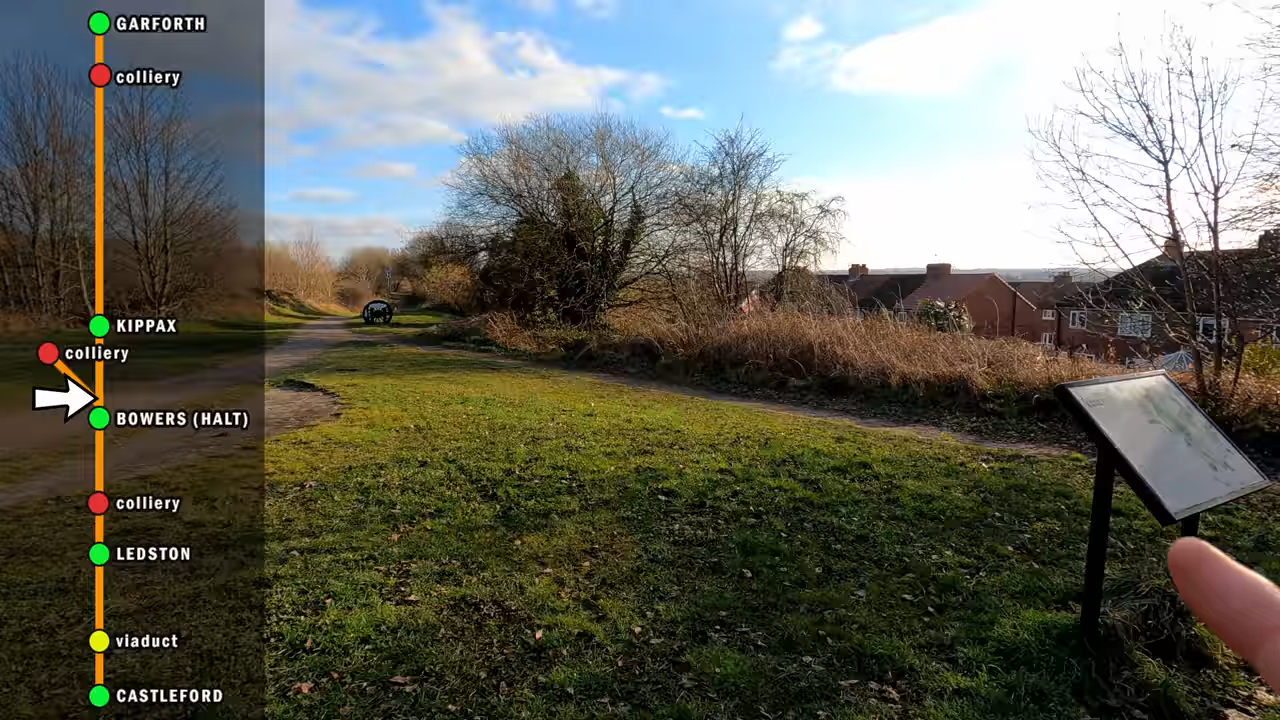 GARFORTH
colliery
KIPPAX
colliery
BOWERS (HALT)
colliery
LEDSTON
viaduct
CASTLEFORD